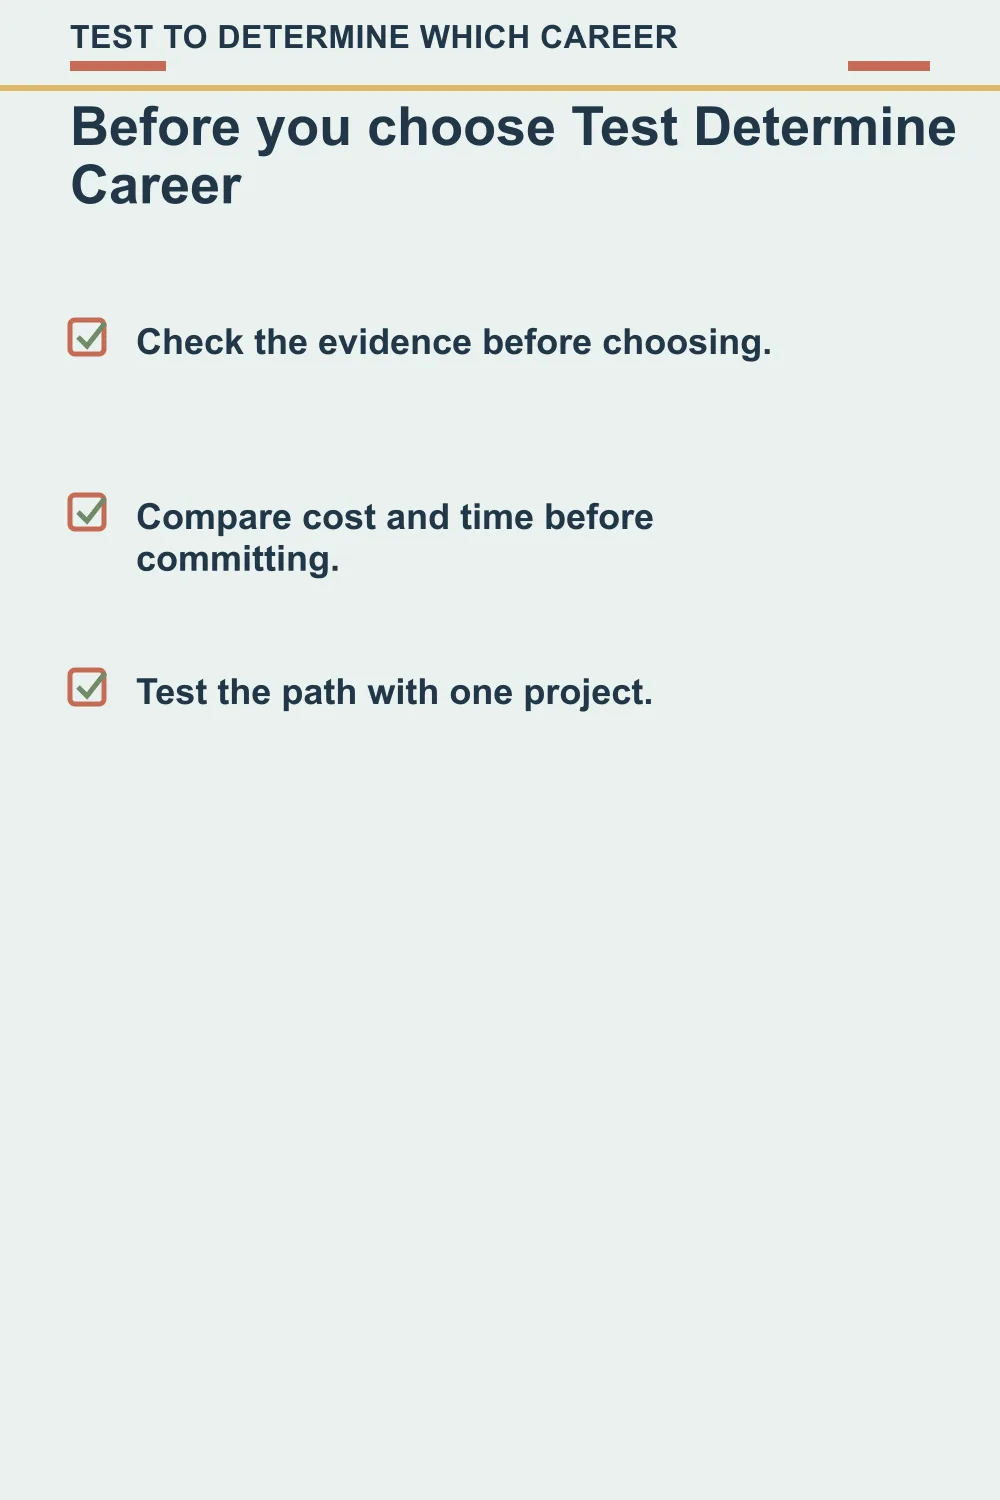 TEST TO DETERMINE WHICH CAREER
Before you choose Test Determine
Career
Check the evidence before choosing.
Compare cost and time before
committing.
Test the path with one project.